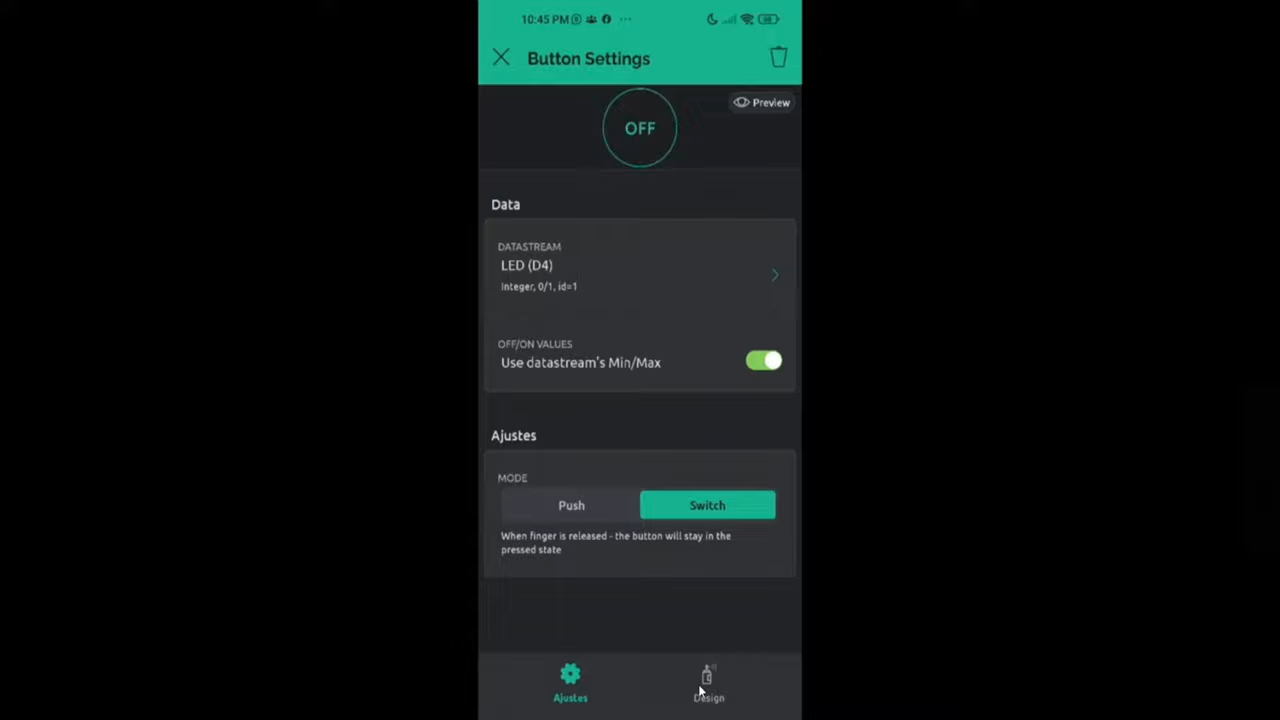 10:45 PM
Button Settings
Preview
OFF
Data
DATASTREAM
LED (D4)
Integer, 0/1, id=1
OFF/ON VALUES
Use datastream's Min/Max
Ajustes
MODE
Push
Switch
When finger is released - the button will stay in the
pressed state
Ajustes
Design